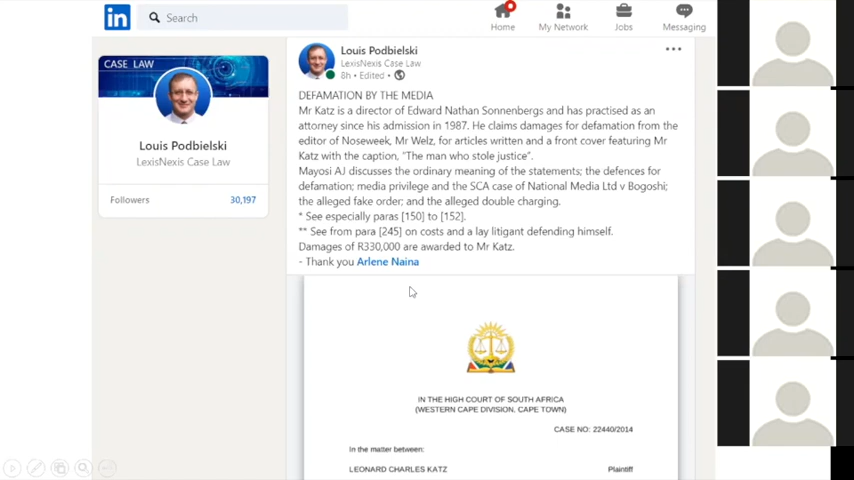 in
Search
Home
My Network
Jobs
Messaging
CASE LAW
Louis Podbielski
LexisNexis Case Law
Followers 30,197
Louis Podbielski
LexisNexis Case Law
8h • Edited •
DEFAMATION BY THE MEDIA
Mr Katz is a director of Edward Nathan Sonnenbergs and has practised as an
attorney since his admission in 1987. He claims damages for defamation from the
editor of Noseweek, Mr Welz, for articles written and a front cover featuring Mr
Katz with the caption, "The man who stole justice".
Mayosi AJ discusses the ordinary meaning of the statements; the defences for
defamation; media privilege and the SCA case of National Media Ltd v Bogoshi;
the alleged fake order; and the alleged double charging.
* See especially paras [150] to [152].
** See from para [245] on costs and a lay litigant defending himself.
Damages of R330,000 are awarded to Mr Katz.
- Thank you Arlene Naina
IN THE HIGH COURT OF SOUTH AFRICA
(WESTERN CAPE DIVISION, CAPE TOWN)
CASE NO: 22440/2014
In the matter between:
LEONARD CHARLES KATZ Plaintiff